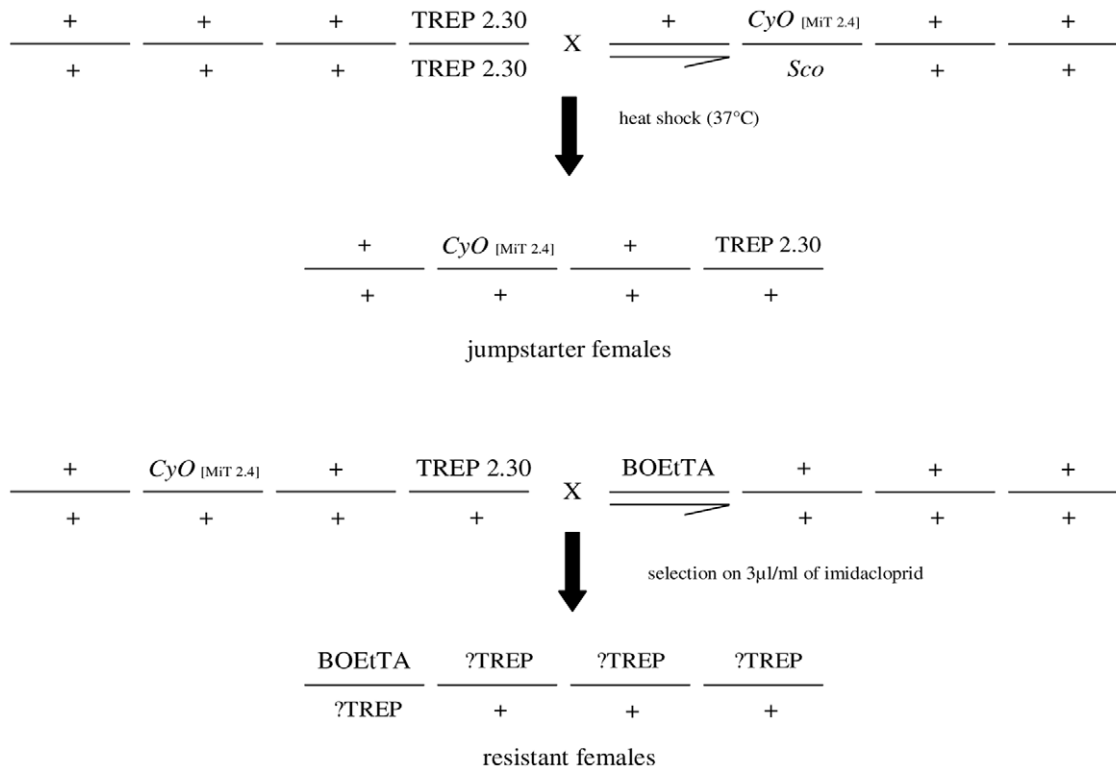 + + + TREP 2.30 X + CyO [MiT 2.4] + +
+ + + TREP 2.30 Sco + +
heat shock (37°C)
+ CyO [MiT 2.4] + TREP 2.30
+ + + +
jumpstarter females
+ CyO [MiT 2.4] + TREP 2.30 X BOEtTA + + +
+ + + + + + +
selection on 3µl/ml of imidacloprid
BOEtTA ?TREP ?TREP ?TREP
?TREP + + +
resistant females